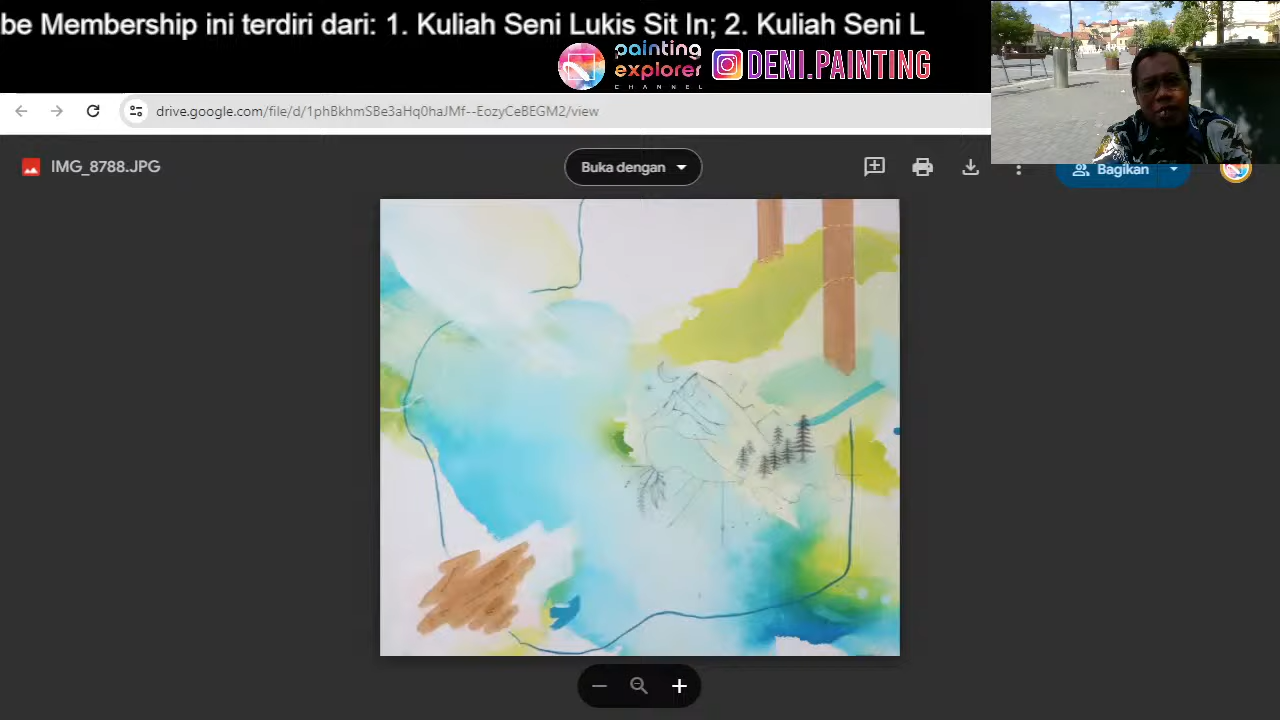 be Membership ini terdiri dari: 1. Kuliah Seni Lukis Sit In; 2. Kuliah Seni L
painting explorer CHANNEL
DENI.PAINTING
drive.google.com/file/d/1phBkhmSBe3aHq0haJMf--EozyCeBEGM2/view
IMG_8788.JPG
Buka dengan
Bagikan